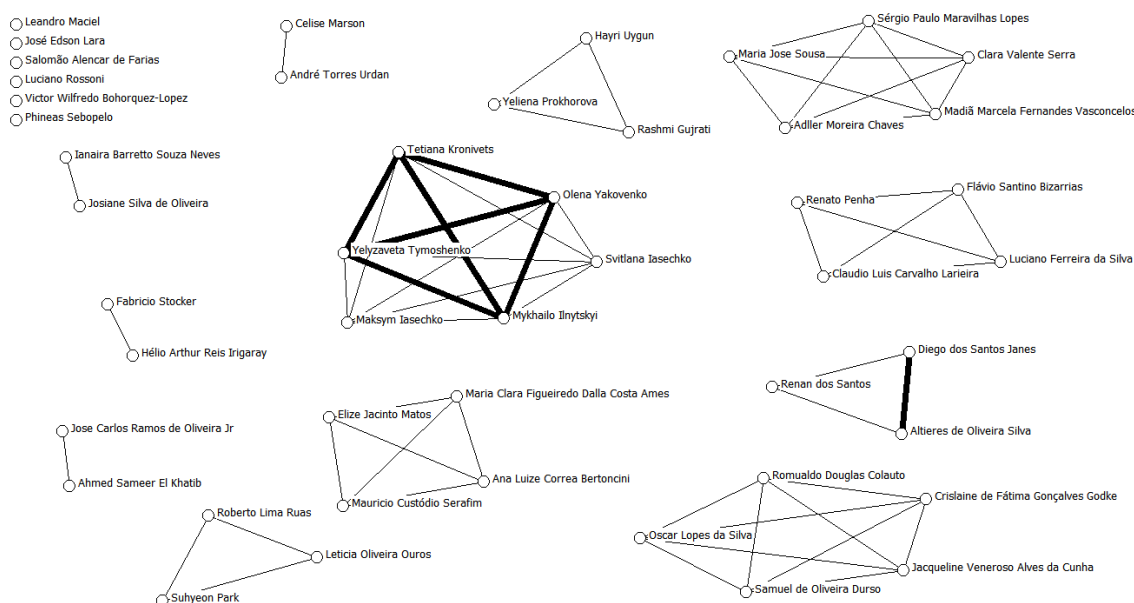 Leandro Maciel
José Edson Lara
Salomão Alencar de Farias
Luciano Rossoni
Victor Wilfredo Bohorquez-Lopez
Phineas Sebopelo
Celise Marson
André Torres Urdan
Hayri Uygun
Yeliena Prokhorova
Rashmi Gujrati
Sérgio Paulo Maravilhas Lopes
Maria Jose Sousa
Clara Valente Serra
Madiã Marcela Fernandes Vasconcelos
Adller Moreira Chaves
Ianaira Barretto Souza Neves
Josiane Silva de Oliveira
Tetiana Kronivets
Olena Yakovenko
Yelyzaveta Tymoshenko
Svitlana Iasechko
Maksym Iasechko
Mykhailo Ilnytskyi
Flávio Santino Bizarrias
Renato Penha
Luciano Ferreira da Silva
Claudio Luis Carvalho Larieira
Fabricio Stocker
Hélio Arthur Reis Irigaray
Diego dos Santos Janes
Renan dos Santos
Altieres de Oliveira Silva
Maria Clara Figueiredo Dalla Costa Ames
Elize Jacinto Matos
Ana Luize Correa Bertoncini
Mauricio Custódio Serafim
Jose Carlos Ramos de Oliveira Jr
Ahmed Sameer El Khatib
Roberto Lima Ruas
Leticia Oliveira Ouros
Suhyeon Park
Romualdo Douglas Colauto
Crislaine de Fátima Gonçalves Godke
Oscar Lopes da Silva
Jacqueline Veneroso Alves da Cunha
Samuel de Oliveira Durso